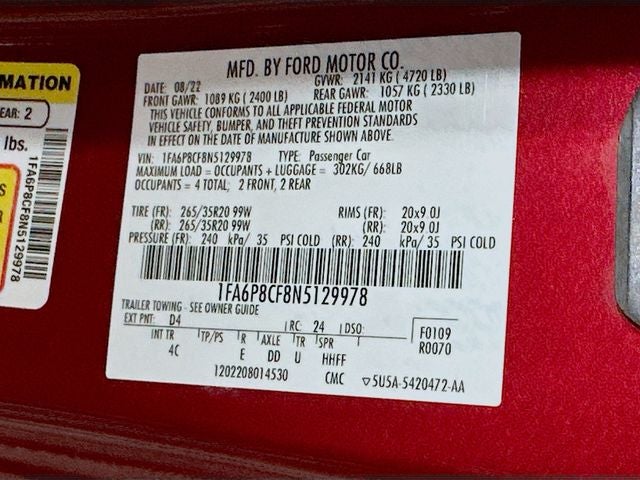 MATION
EAR: 2
lbs.
1FA6P8CF8N5129978
MFD. BY FORD MOTOR CO.
DATE: 08/22 GVWR: 2141 KG ( 4720 LB)
FRONT GAWR: 1089 KG ( 2400 LB) REAR GAWR: 1057 KG ( 2330 LB)
THIS VEHICLE CONFORMS TO ALL APPLICABLE FEDERAL MOTOR
VEHICLE SAFETY, BUMPER, AND THEFT PREVENTION STANDARDS
IN EFFECT ON THE DATE OF MANUFACTURE SHOWN ABOVE.
VIN: 1FA6P8CF8N5129978 TYPE: Passenger Car
MAXIMUM LOAD = OCCUPANTS + LUGGAGE = 302KG/ 668LB
OCCUPANTS = 4 TOTAL; 2 FRONT, 2 REAR
TIRE (FR): 265/35R20 99W RIMS (FR): 20x9.0J
(RR): 265/35R20 99W (RR): 20x9.0J
PRESSURE (FR): 240 kPa/ 35 PSI COLD (RR): 240 kPa/ 35 PSI COLD
1FA6P8CF8N5129978
TRAILER TOWING - SEE OWNER GUIDE
EXT PNT: D4 RC: 24 DSO: F0109
INT TR TP/PS R AXLE TR SPR R0070
4C E DD U HHFF
1202208014530 CMC ▽5U5A-5420472-AA